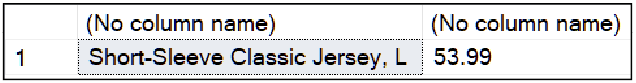 (No column name) (No column name)
1 Short-Sleeve Classic Jersey, L 53.99